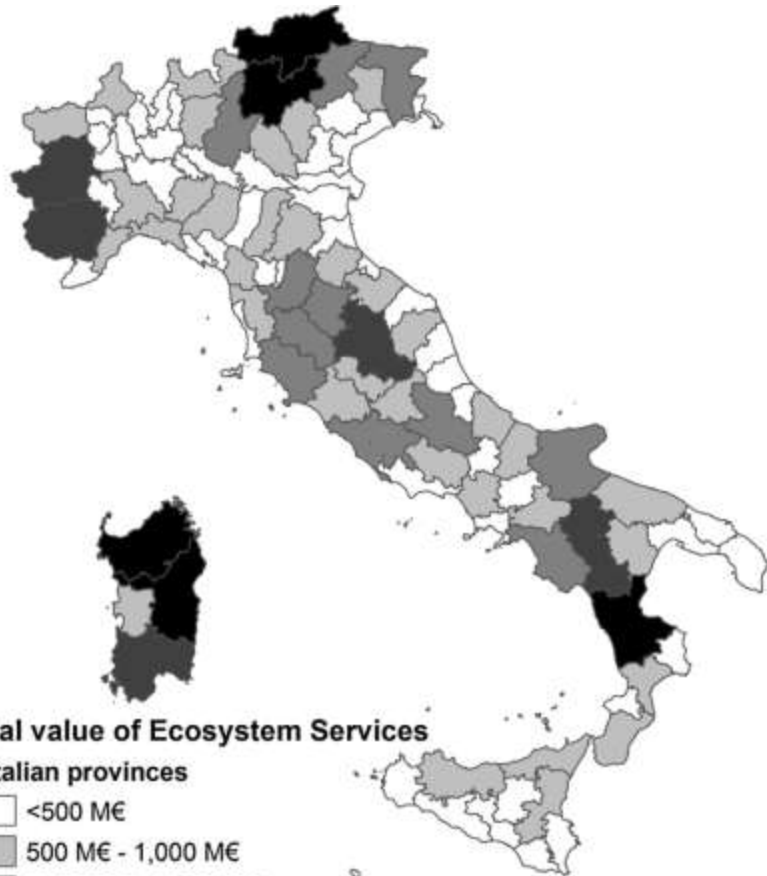 al value of Ecosystem Services
talian provinces
<500 M€
500 M€ - 1,000 M€